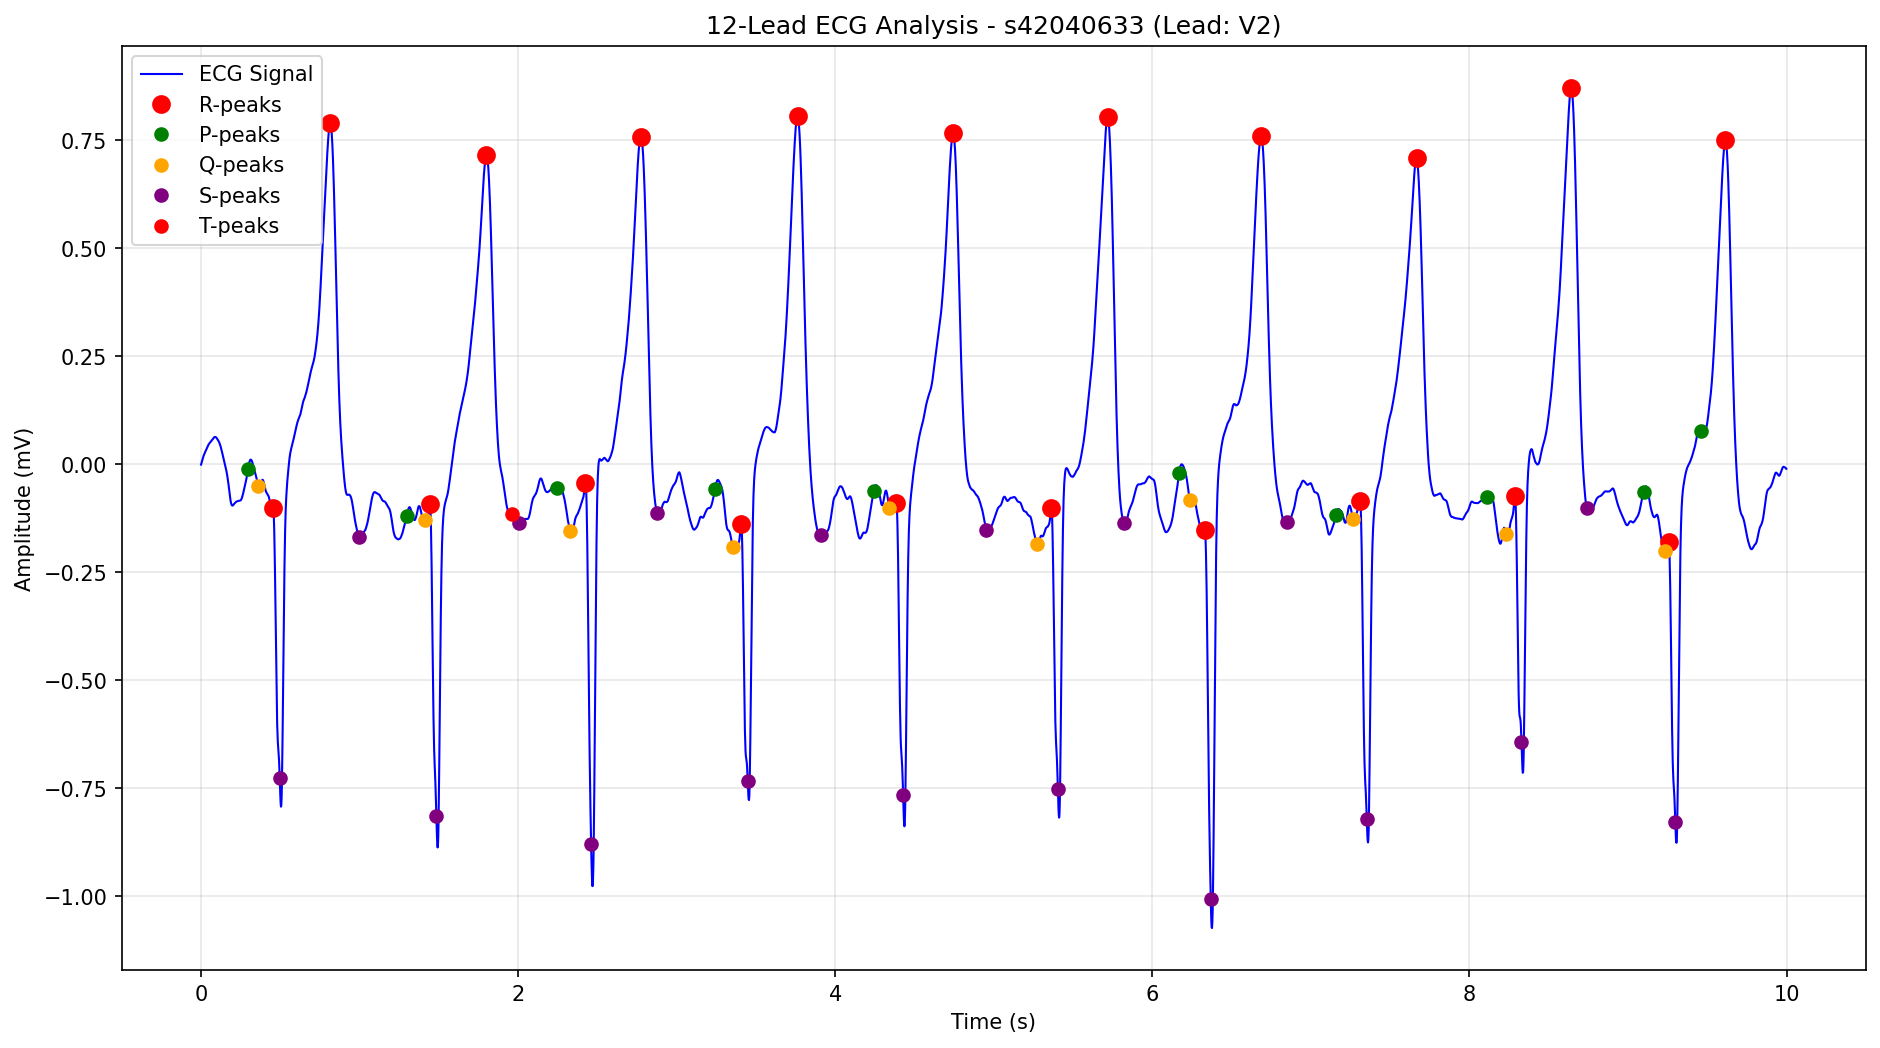 12-Lead ECG Analysis - s42040633 (Lead: V2)
ECG Signal
R-peaks
P-peaks
Q-peaks
S-peaks
T-peaks
Amplitude (mV)
0.75
0.50
0.25
0.00
−0.25
−0.50
−0.75
−1.00
0 2 4 6 8 10
Time (s)